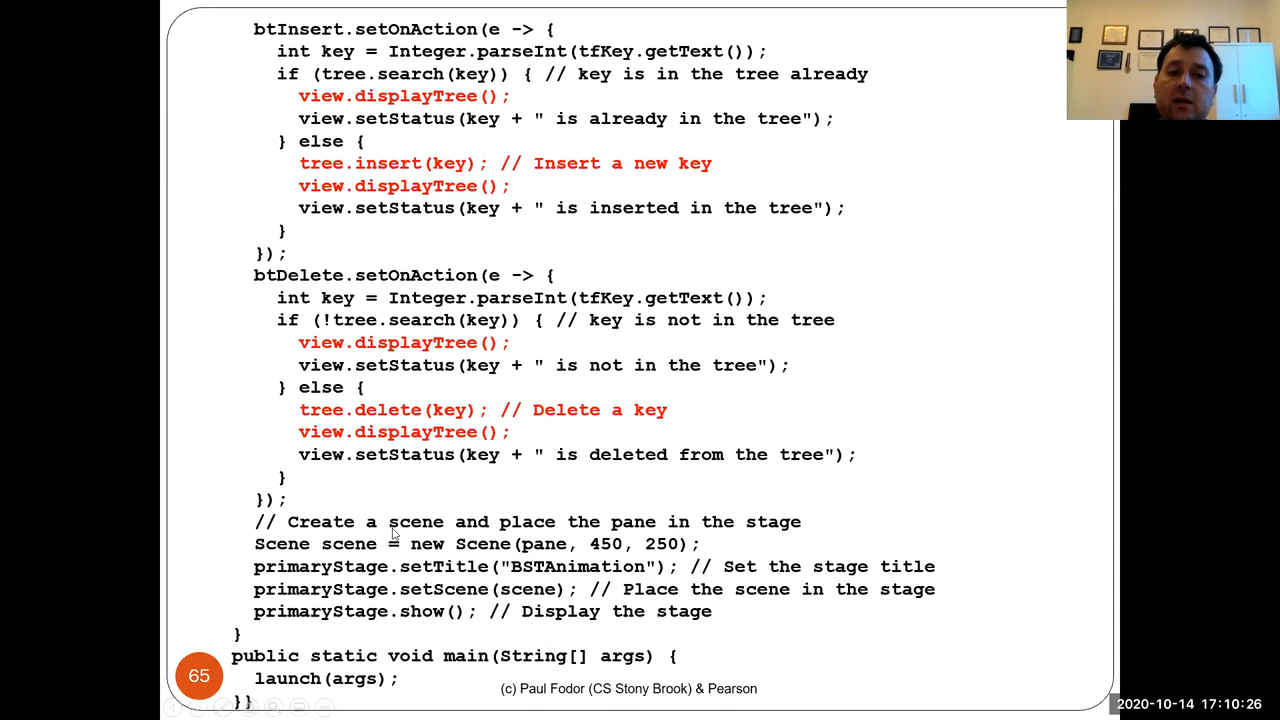 btInsert.setOnAction(e -> {
int key = Integer.parseInt(tfKey.getText());
if (tree.search(key)) { // key is in the tree already
view.displayTree();
view.setStatus(key + " is already in the tree");
} else {
tree.insert(key); // Insert a new key
view.displayTree();
view.setStatus(key + " is inserted in the tree");
}
});
btDelete.setOnAction(e -> {
int key = Integer.parseInt(tfKey.getText());
if (!tree.search(key)) { // key is not in the tree
view.displayTree();
view.setStatus(key + " is not in the tree");
} else {
tree.delete(key); // Delete a key
view.displayTree();
view.setStatus(key + " is deleted from the tree");
}
});
// Create a scene and place the pane in the stage
Scene scene = new Scene(pane, 450, 250);
primaryStage.setTitle("BSTAnimation"); // Set the stage title
primaryStage.setScene(scene); // Place the scene in the stage
primaryStage.show(); // Display the stage
}
public static void main(String[] args) {
launch(args);
}}
65
(c) Paul Fodor (CS Stony Brook) & Pearson
2020-10-14 17:10:26